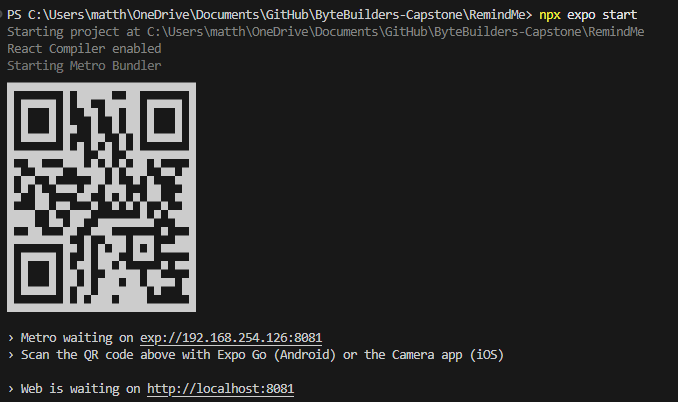 PS C:\Users\matth\OneDrive\Documents\GitHub\ByteBuilders-Capstone\RemindMe> npx expo start
Starting project at C:\Users\matth\OneDrive\Documents\GitHub\ByteBuilders-Capstone\RemindMe
React Compiler enabled
Starting Metro Bundler
› Metro waiting on exp://192.168.254.126:8081
› Scan the QR code above with Expo Go (Android) or the Camera app (iOS)
› Web is waiting on http://localhost:8081